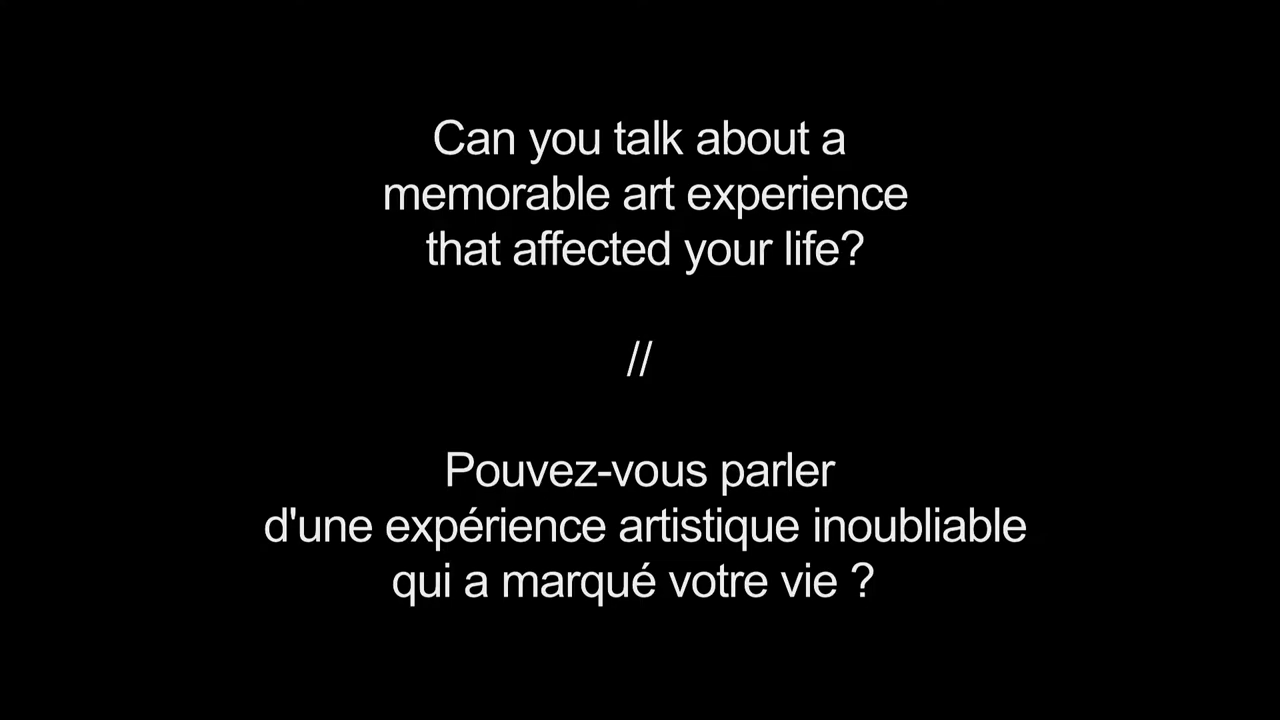 Can you talk about a
memorable art experience
that affected your life?
//
Pouvez-vous parler
d'une expérience artistique inoubliable
qui a marqué votre vie ?